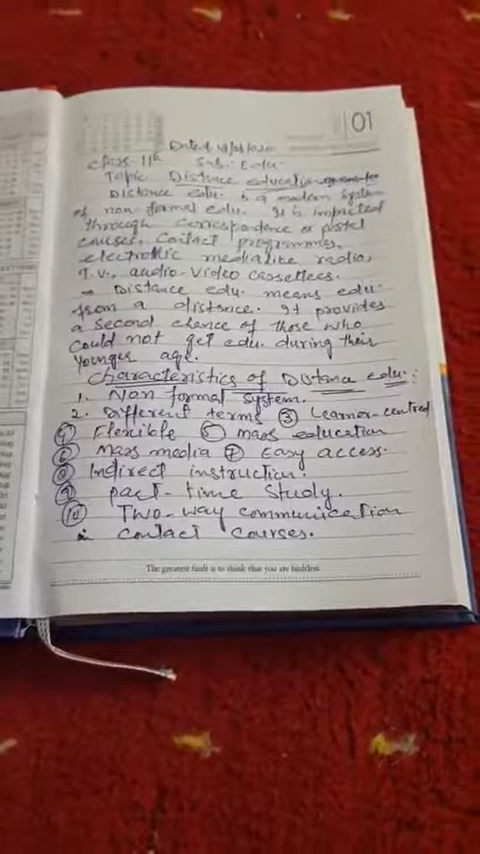 01
Dated
Class-11th Sub: Edu.
Topic Distance education
Distance edu. is a modern system
of non-formal edu. It is imparted
through correspondence or postal
courses. Contact programmes,
electronic media like radio,
T.V., audio-video cassettees.
→ Distance edu. means edu.
from a distance. It provides
a second chance of those who
could not get edu. during their
younger age.
Characteristics of Distance edu.:
1. Non formal system.
2. Different terms ③ Learner-centred
④ Flexible ⑤ mass education
⑥ Mass media ⑦ Easy access.
⑧ Indirect instruction.
⑨ part-time study.
⑩ Two-way communication
contact courses.
The greatest fault is to think that you are faultless